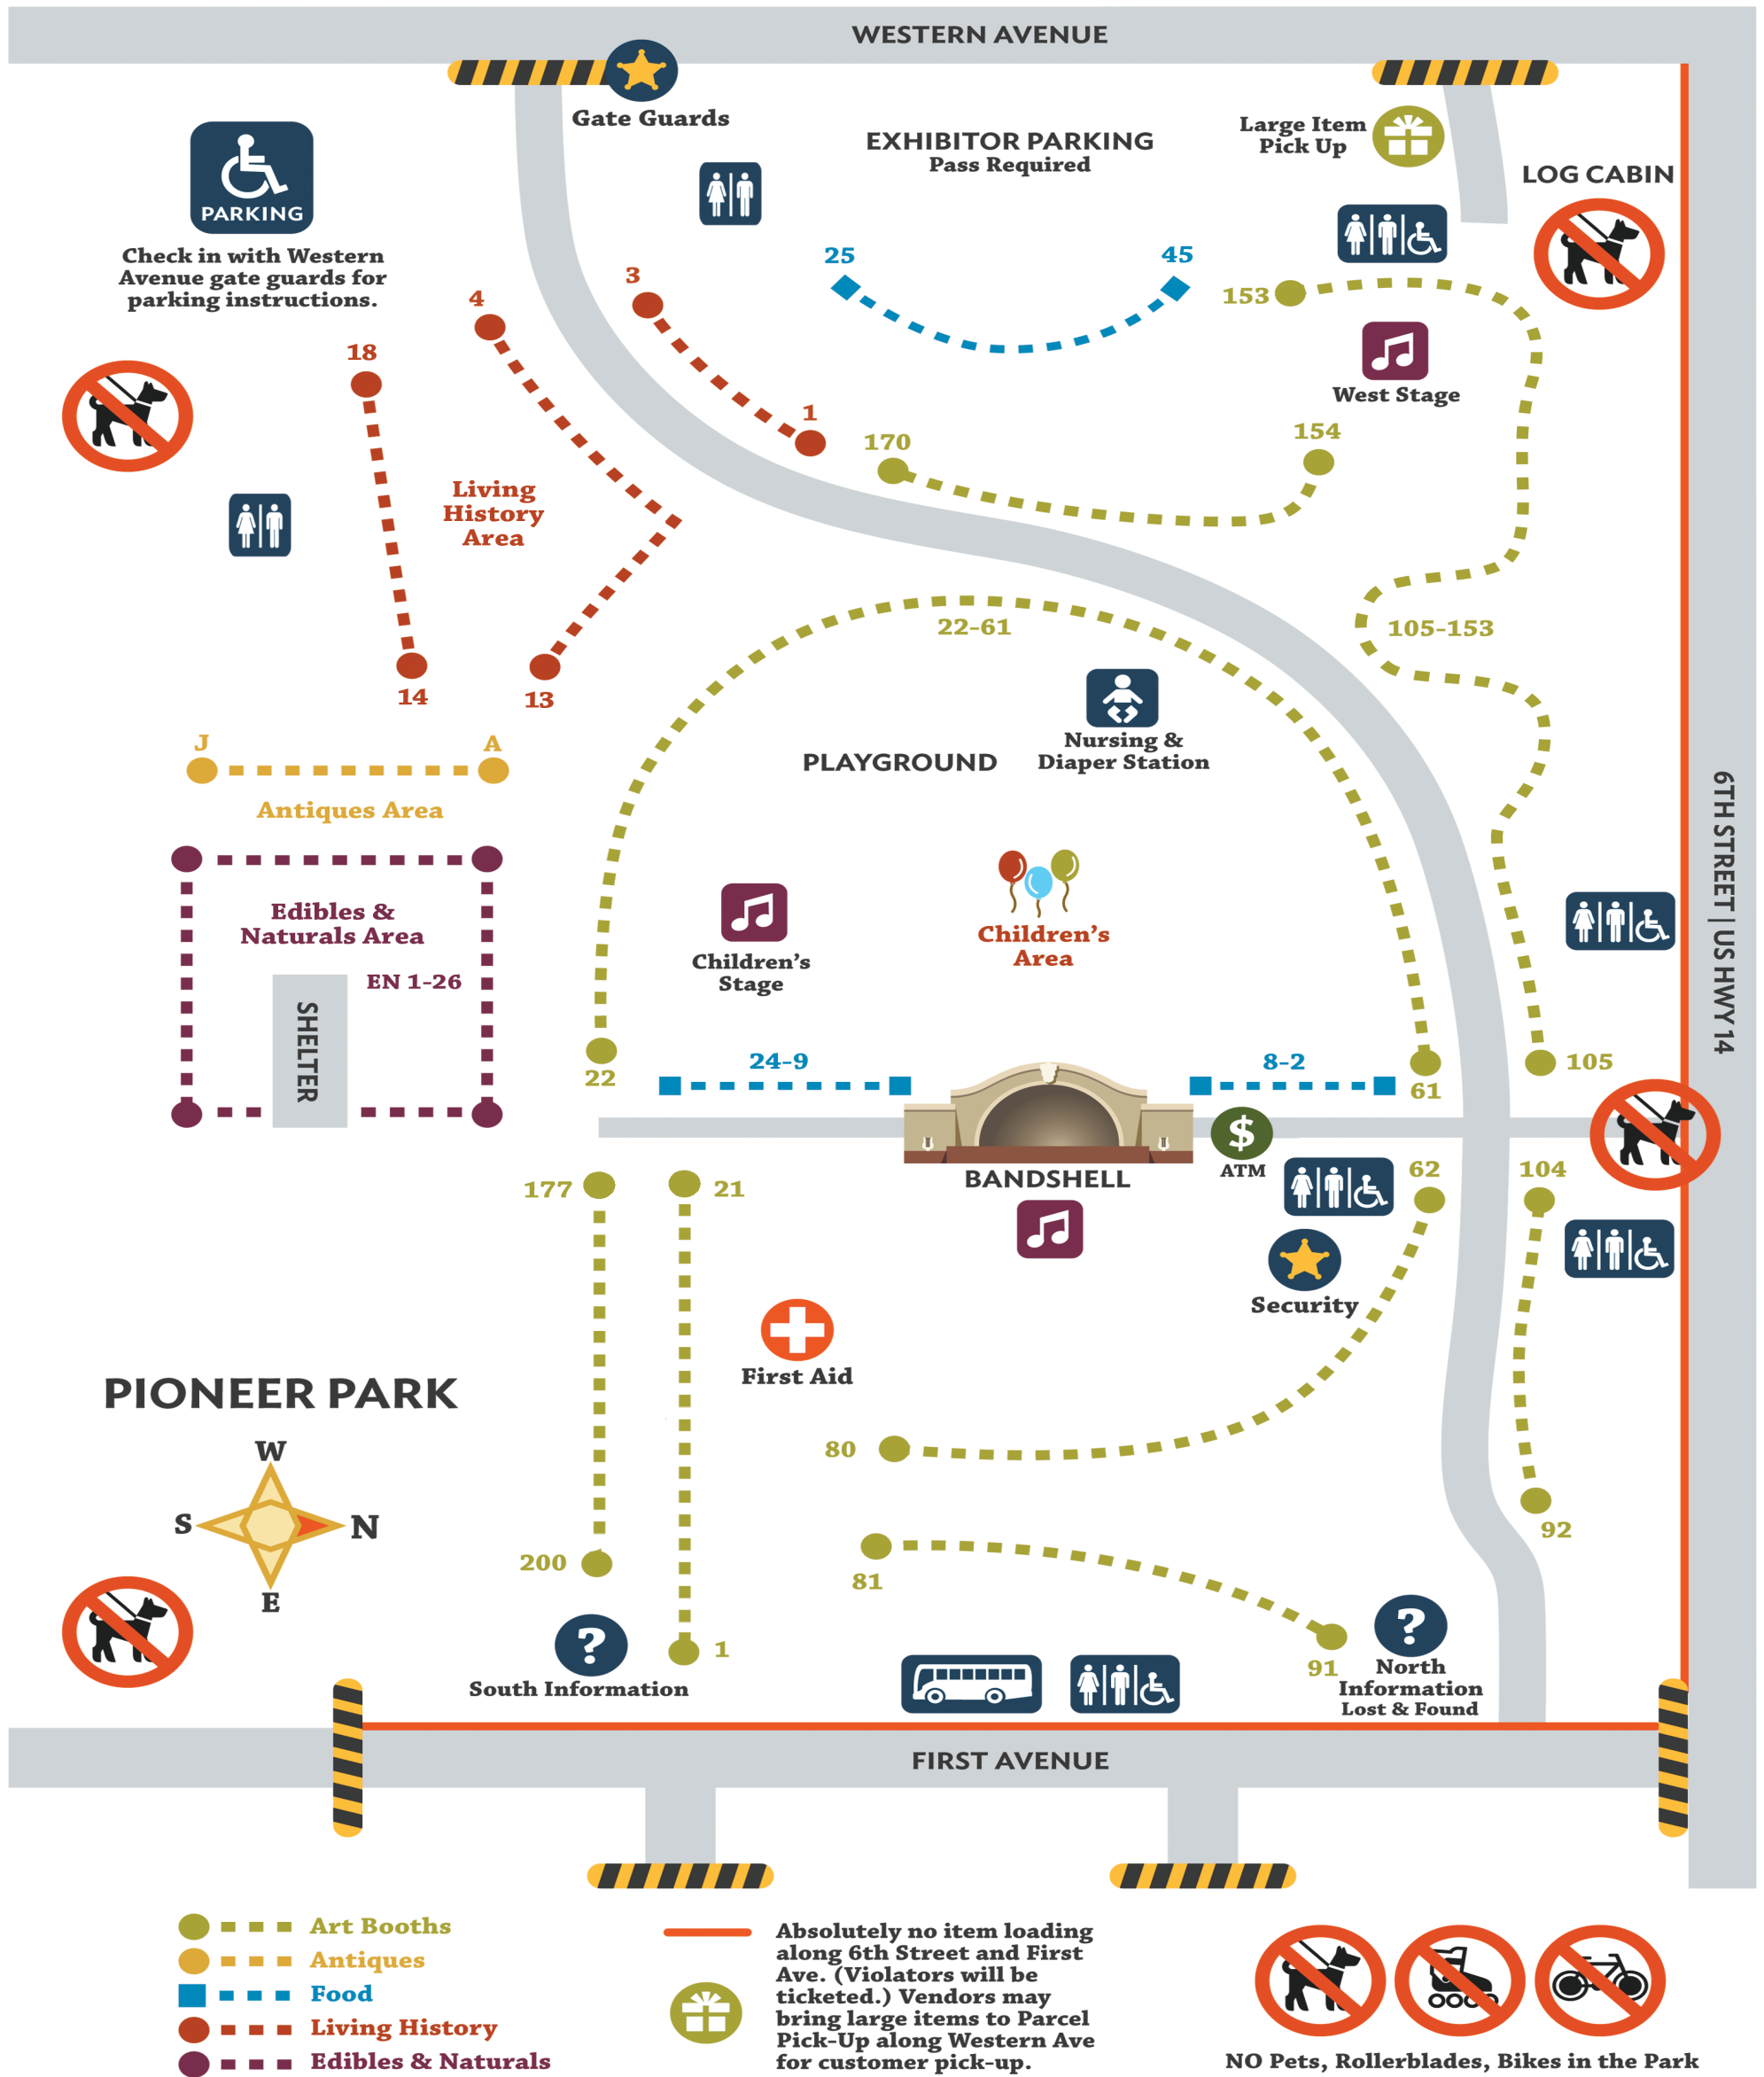 WESTERN AVENUE
Gate Guards
EXHIBITOR PARKING
Pass Required
Large Item
Pick Up
LOG CABIN
PARKING
Check in with Western
Avenue gate guards for
parking instructions.
25
45
3
4
153
18
West Stage
1
170
154
Living
History
Area
22-61
105-153
14
13
Nursing &
Diaper Station
PLAYGROUND
J
A
Antiques Area
6TH STREET | US HWY 14
Edibles &
Naturals Area
EN 1-26
SHELTER
Children's
Stage
Children's
Area
24-9
8-2
22
61
105
177
21
BANDSHELL
$
ATM
62
104
Security
First Aid
PIONEER PARK
W
S
N
E
80
92
200
81
?
South Information
1
91
?
North
Information
Lost & Found
FIRST AVENUE
Art Booths
Antiques
Food
Living History
Edibles & Naturals
Absolutely no item loading
along 6th Street and First
Ave. (Violators will be
ticketed.) Vendors may
bring large items to Parcel
Pick-Up along Western Ave
for customer pick-up.
NO Pets, Rollerblades, Bikes in the Park